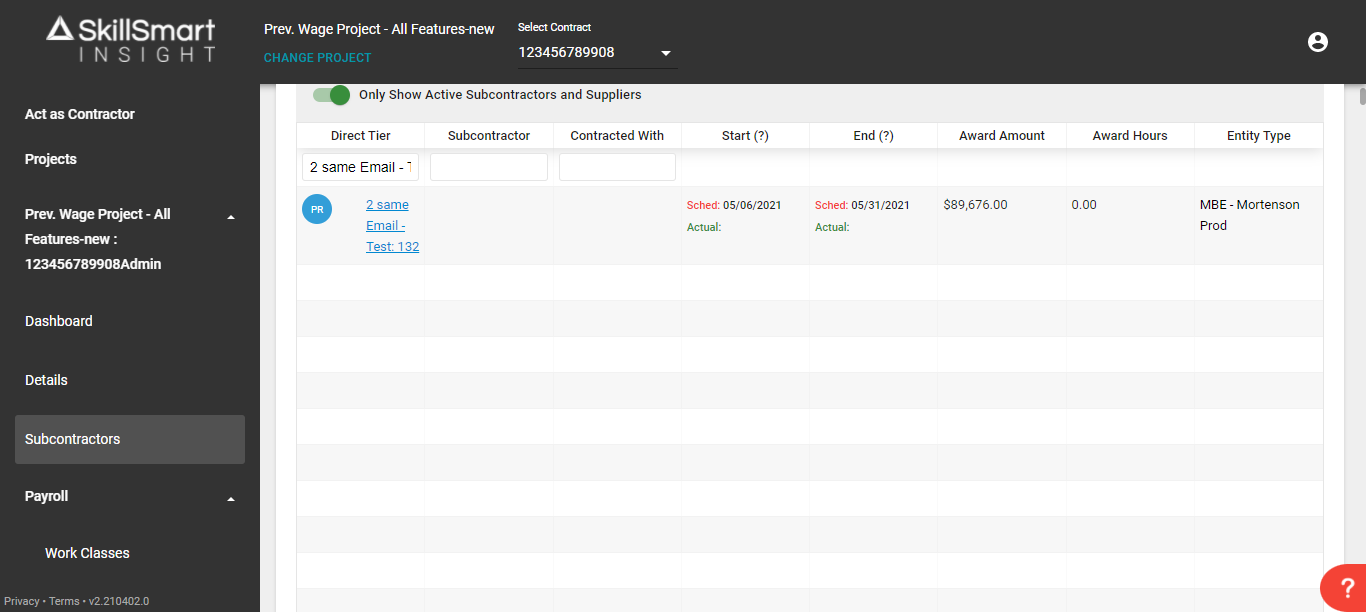 SkillSmart
INSIGHT
Prev. Wage Project - All Features-new
CHANGE PROJECT
Select Contract
123456789908
Act as Contractor
Projects
Prev. Wage Project - All
Features-new :
123456789908Admin
Dashboard
Details
Subcontractors
Payroll
Work Classes
Privacy • Terms • v2.210402.0
Only Show Active Subcontractors and Suppliers
Direct Tier Subcontractor Contracted With Start (?) End (?) Award Amount Award Hours Entity Type
2 same Email -
PR
2 same
Email -
Test: 132
Sched: 05/06/2021
Actual:
Sched: 05/31/2021
Actual:
$89,676.00
0.00
MBE - Mortenson
Prod
?